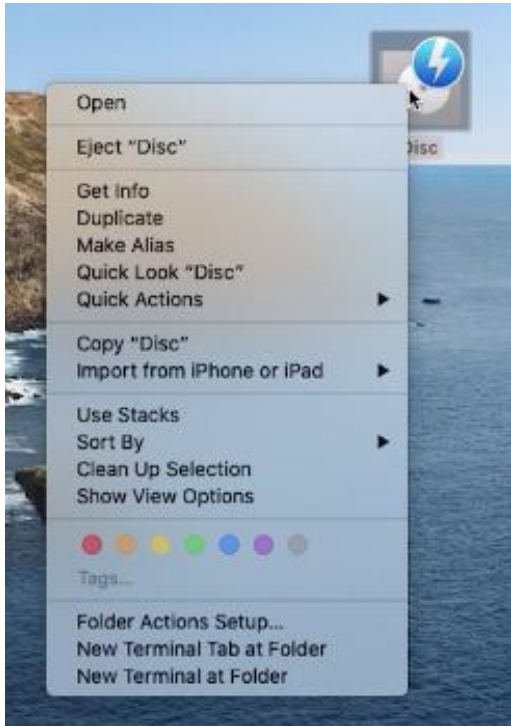 Disc
Open
Eject "Disc"
Get Info
Duplicate
Make Alias
Quick Look "Disc"
Quick Actions
Copy "Disc"
Import from iPhone or iPad
Use Stacks
Sort By
Clean Up Selection
Show View Options
Tags...
Folder Actions Setup...
New Terminal Tab at Folder
New Terminal at Folder